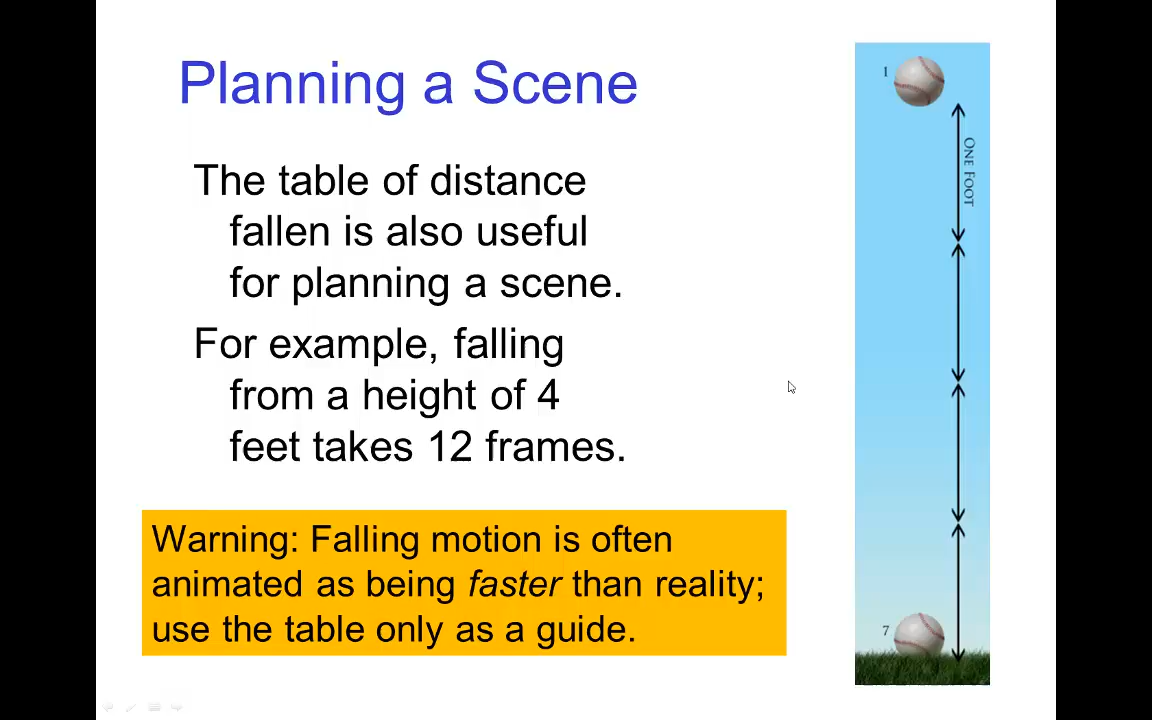 Planning a Scene
The table of distance
fallen is also useful
for planning a scene.
For example, falling
from a height of 4
feet takes 12 frames.
Warning: Falling motion is often
animated as being faster than reality;
use the table only as a guide.
1
ONE FOOT
7